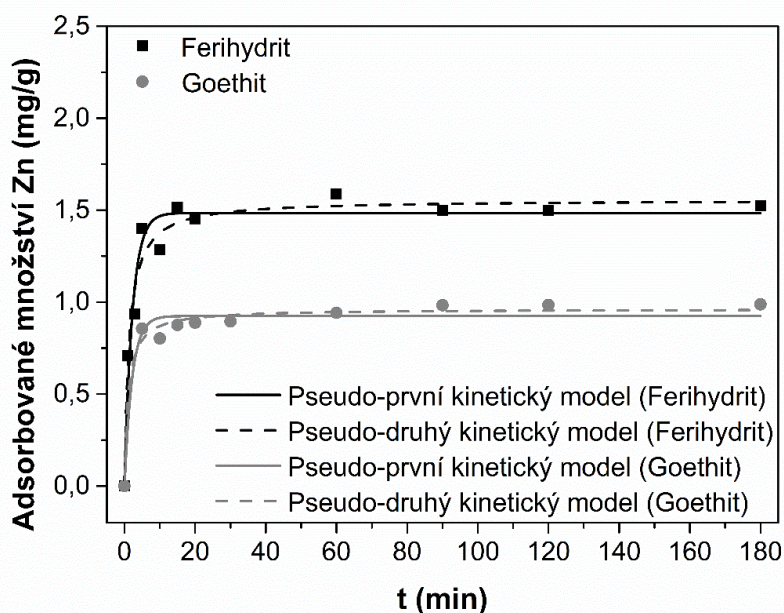 Adsorbované množství Zn (mg/g)
2,5
2,0
1,5
1,0
0,5
0,0
Ferihydrit
Goethit
Pseudo-první kinetický model (Ferihydrit)
Pseudo-druhý kinetický model (Ferihydrit)
Pseudo-první kinetický model (Goethit)
Pseudo-druhý kinetický model (Goethit)
0 20 40 60 80 100 120 140 160 180
t (min)